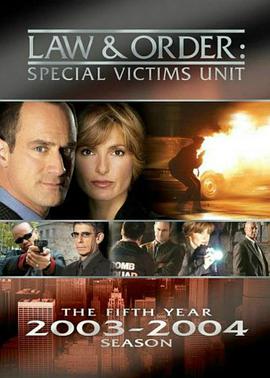 LAW & ORDER:
SPECIAL VICTIMS UNIT
BOMB
SQUAD
THE FIFTH YEAR
2003-2004
SEASON